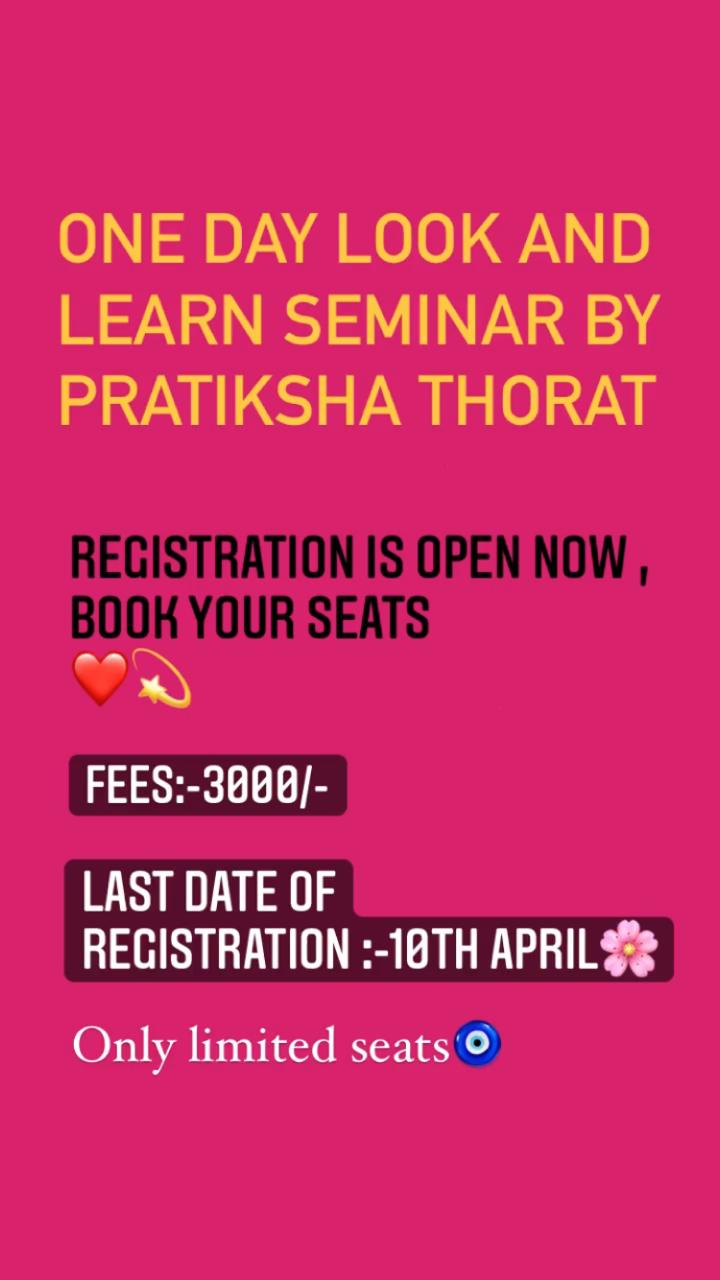 ONE DAY LOOK AND
LEARN SEMINAR BY
PRATIKSHA THORAT
REGISTRATION IS OPEN NOW ,
BOOK YOUR SEATS
❤️💫
FEES:-3000/-
LAST DATE OF
REGISTRATION :-10TH APRIL🌸
Only limited seats🧿